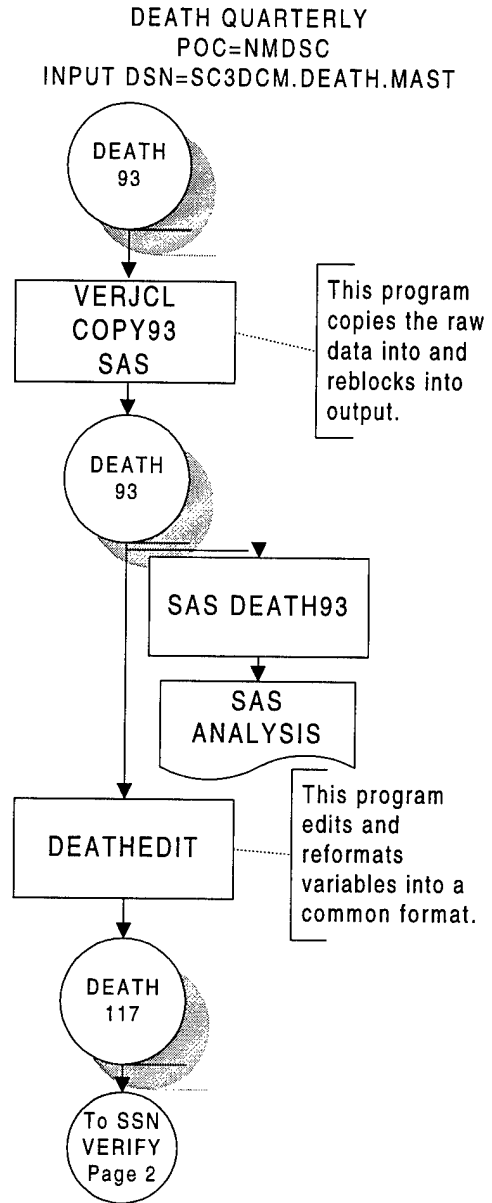 DEATH QUARTERLY
POC=NMDSC
INPUT DSN=SC3DCM.DEATH.MAST
DEATH
93
VERJCL
COPY93
SAS
This program
copies the raw
data into and
reblocks into
output.
DEATH
93
SAS DEATH93
SAS
ANALYSIS
DEATHEDIT
This program
edits and
reformats
variables into a
common format.
DEATH
117
To SSN
VERIFY
Page 2